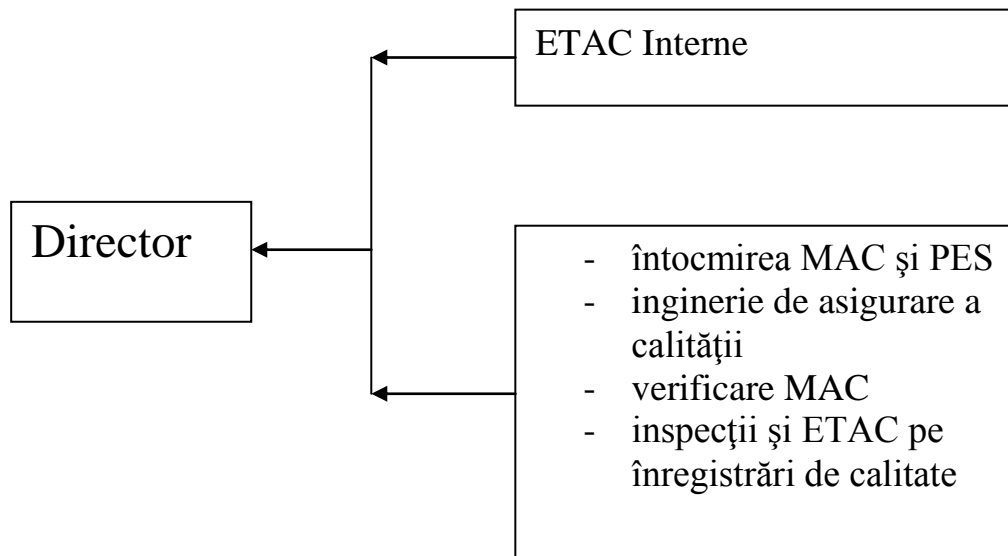 ETAC Interne
Director
- întocmirea MAC şi PES
- inginerie de asigurare a
calităţii
- verificare MAC
- inspecţii şi ETAC pe
înregistrări de calitate